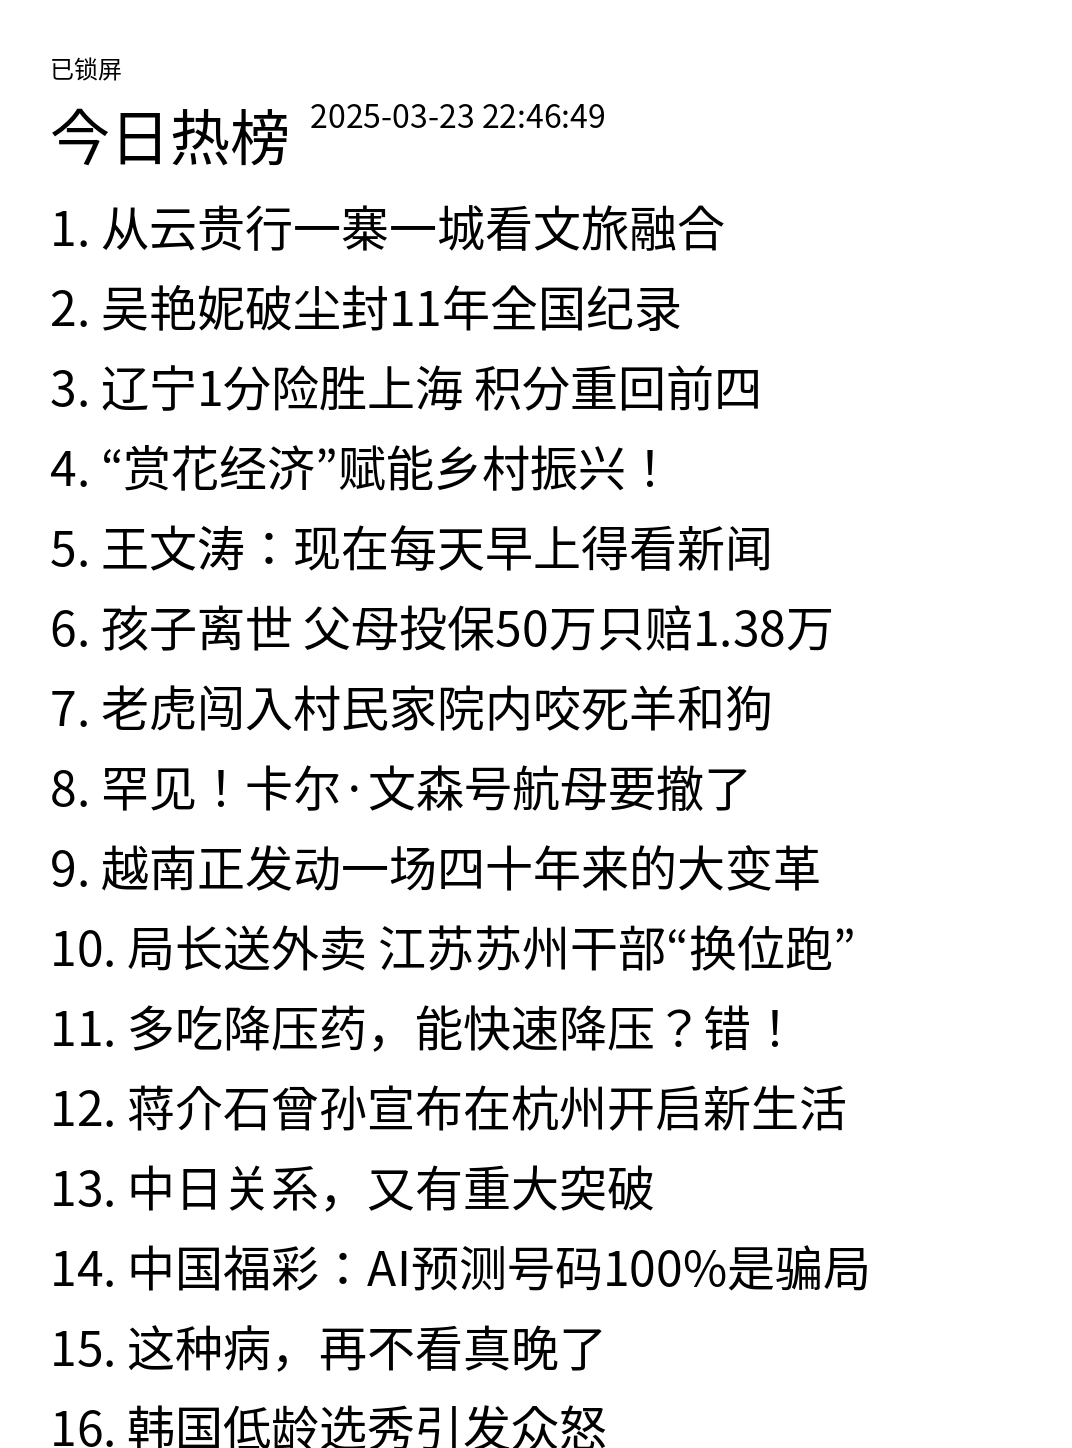 已锁屏
今日热榜 2025-03-23 22:46:49
1. 从云贵行一寨一城看文旅融合
2. 吴艳妮破尘封11年全国纪录
3. 辽宁1分险胜上海 积分重回前四
4. “赏花经济”赋能乡村振兴！
5. 王文涛：现在每天早上得看新闻
6. 孩子离世 父母投保50万只赔1.38万
7. 老虎闯入村民家院内咬死羊和狗
8. 罕见！卡尔·文森号航母要撤了
9. 越南正发动一场四十年来的大变革
10. 局长送外卖 江苏苏州干部“换位跑”
11. 多吃降压药，能快速降压？错！
12. 蒋介石曾孙宣布在杭州开启新生活
13. 中日关系，又有重大突破
14. 中国福彩：AI预测号码100%是骗局
15. 这种病，再不看真晚了
16. 韩国低龄选秀引发众怒